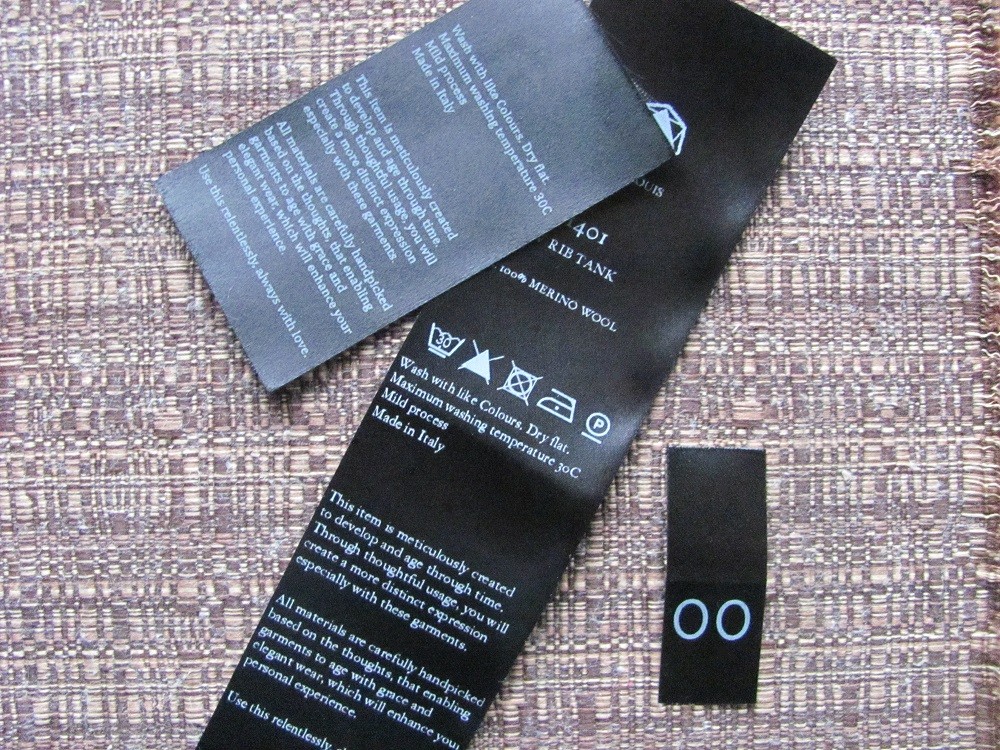 Wash with like Colours. Dry flat.
Maximum washing temperature 30C
Mild process
Made in Italy
This item is meticulously created
to develop and age through time.
Through thoughtful usage, you will
create a more distinct expression
especially with these garments.
All materials are carefully handpicked
based on the thoughts, that enabling
garments to age with grace and
elegant wear, which will enhance your
personal experience.
Use this relentlessly, always with love.
OUIS
401
RIB TANK
100% MERINO WOOL
30
P
Wash with like Colours. Dry flat.
Maximum washing temperature 30C
Mild process
Made in Italy
This item is meticulously created
to develop and age through time.
Through thoughtful usage, you will
create a more distinct expression
especially with these garments.
All materials are carefully handpicked
based on the thoughts, that enabling
garments to age with grace and
elegant wear, which will enhance your
personal experience.
Use this relentlessly,
00